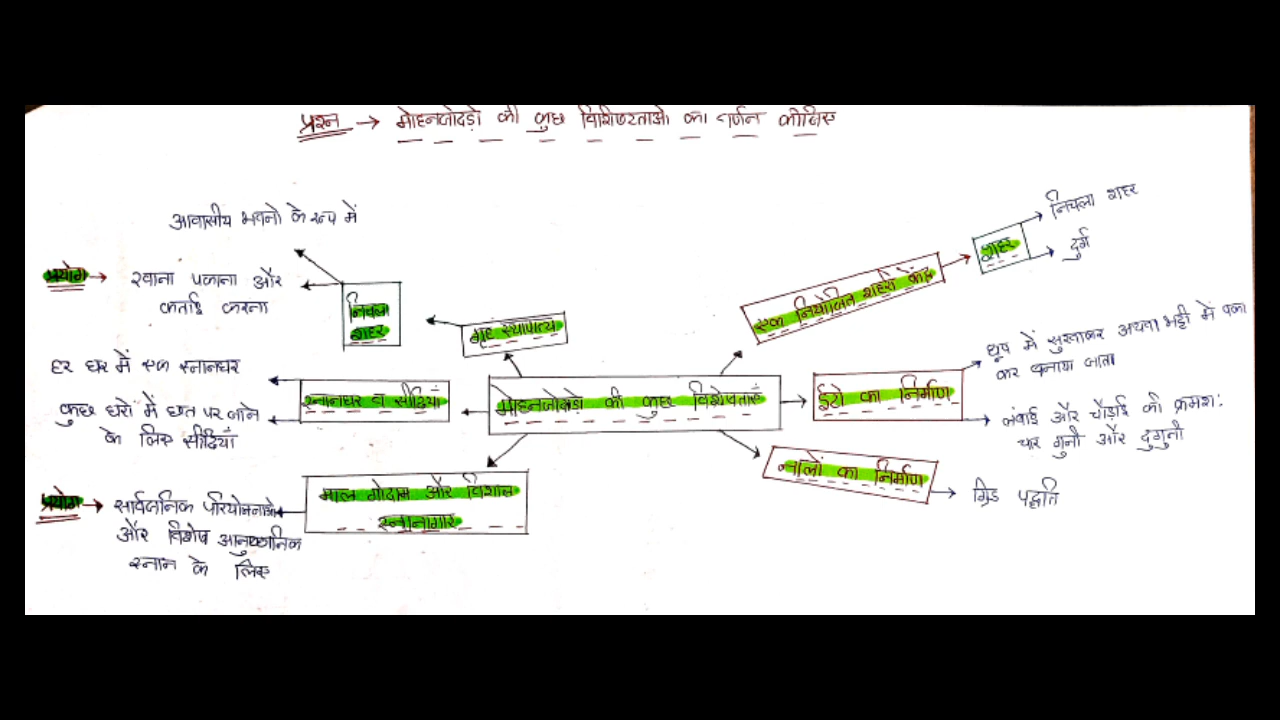 प्रश्न → मोहनजोदड़ो की कुछ विशिष्टताओं का वर्णन कीजिए
आवासीय भवनो के रूप में
प्रयोग → खाना पकाना और
कताई करना
निचला
शहर
गृह स्थापत्य
एक नियोजित शहरी केंद्र
शहर
निचला शहर
दुर्ग
हर घर में एक स्नानघर
कुछ घरो में छत पर जाने
के लिए सीढ़ियाँ
स्नानघर व सीढ़ियाँ
मोहनजोदड़ो की कुछ विशेषताएँ
ईंटो का निर्माण
धूप में सुखाकर अथवा भट्टी में पका
कर बनाया जाता
लंबाई और चौड़ाई की क्रमश:
चार गुनी और दुगुनी
नालों का निर्माण
ग्रिड पद्धति
माल गोदाम और विशाल
स्नानागार
प्रयोग → सार्वजनिक परियोजनाओ
और विशेष आनुष्ठानिक
स्नान के लिए